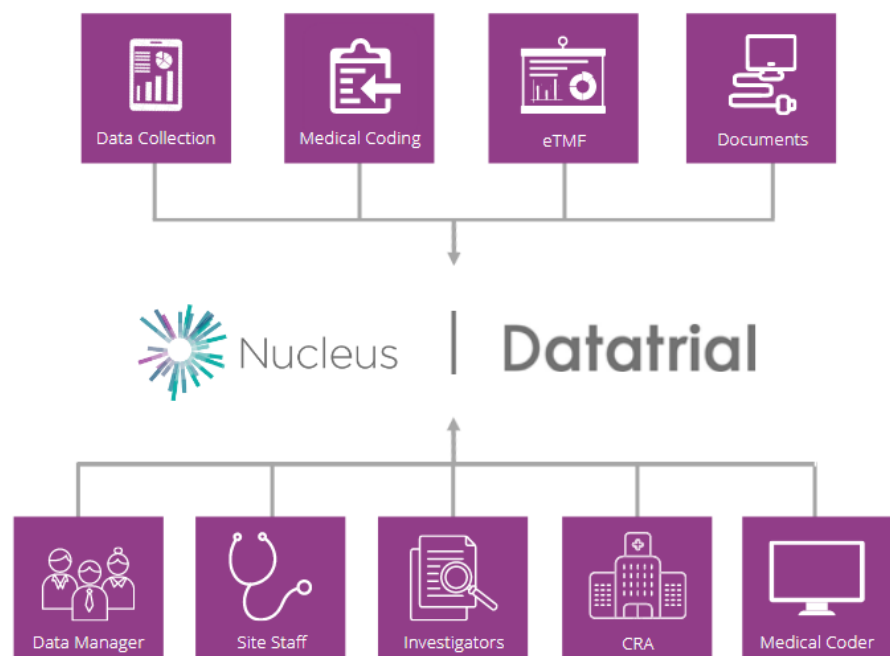 Data Collection
Medical Coding
eTMF
Documents
Nucleus | Datatrial
Data Manager
Site Staff
Investigators
CRA
Medical Coder